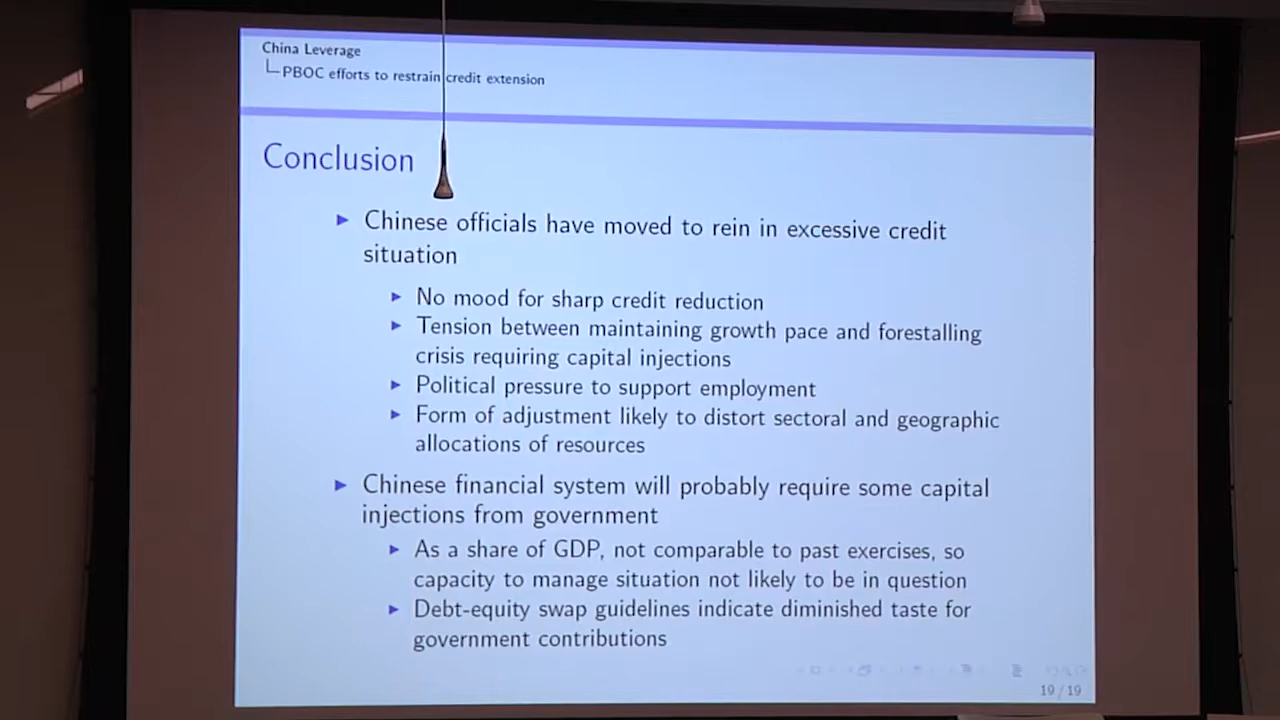 China Leverage
PBOC efforts to restrain credit extension
Conclusion
Chinese officials have moved to rein in excessive credit
situation
No mood for sharp credit reduction
Tension between maintaining growth pace and forestalling
crisis requiring capital injections
Political pressure to support employment
Form of adjustment likely to distort sectoral and geographic
allocations of resources
Chinese financial system will probably require some capital
injections from government
As a share of GDP, not comparable to past exercises, so
capacity to manage situation not likely to be in question
Debt-equity swap guidelines indicate diminished taste for
government contributions
19 / 19